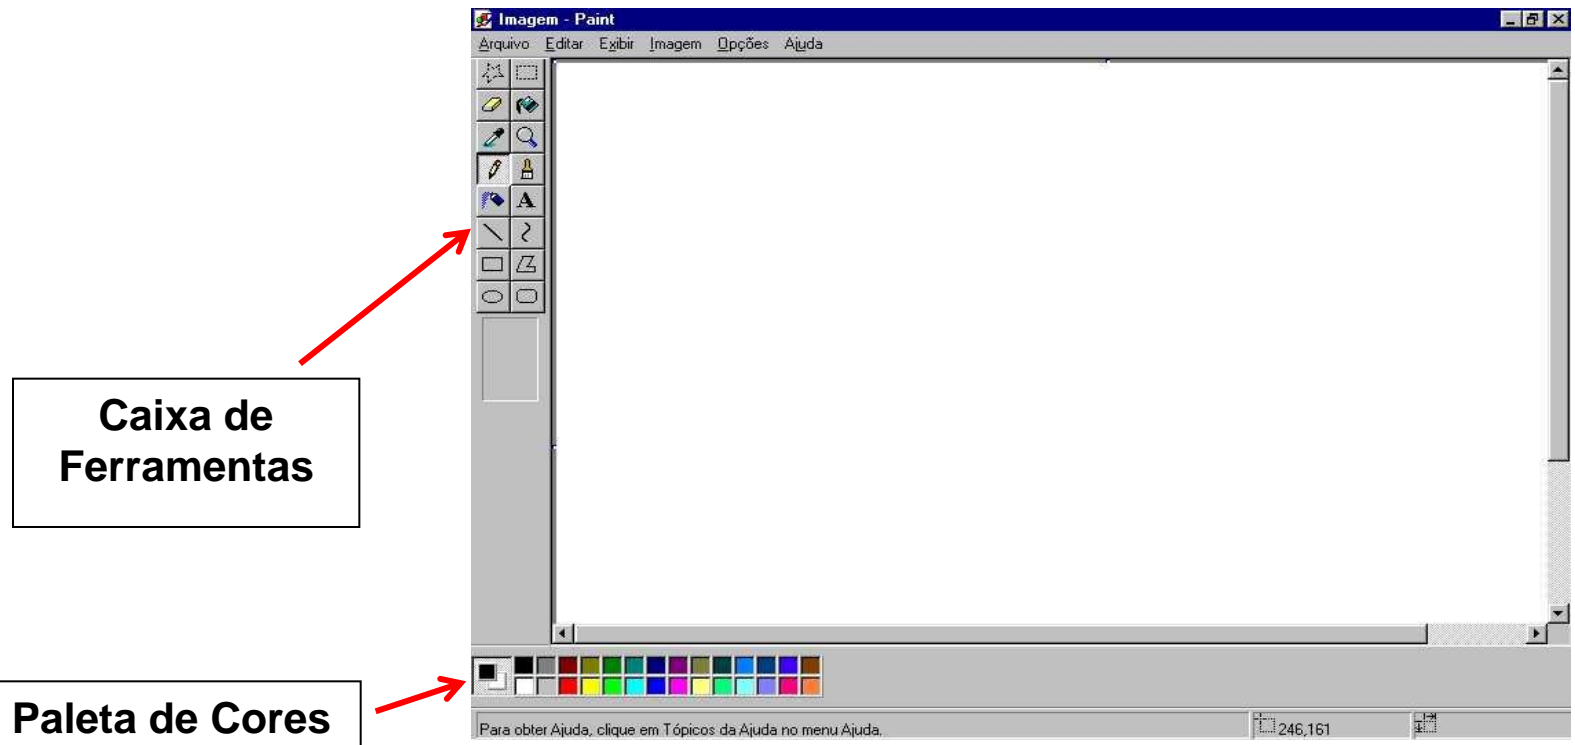 Imagem - Paint
Arquivo Editar Exibir Imagem Opções Ajuda
A
Caixa de
Ferramentas
Paleta de Cores
Para obter Ajuda, clique em Tópicos da Ajuda no menu Ajuda.
246,161